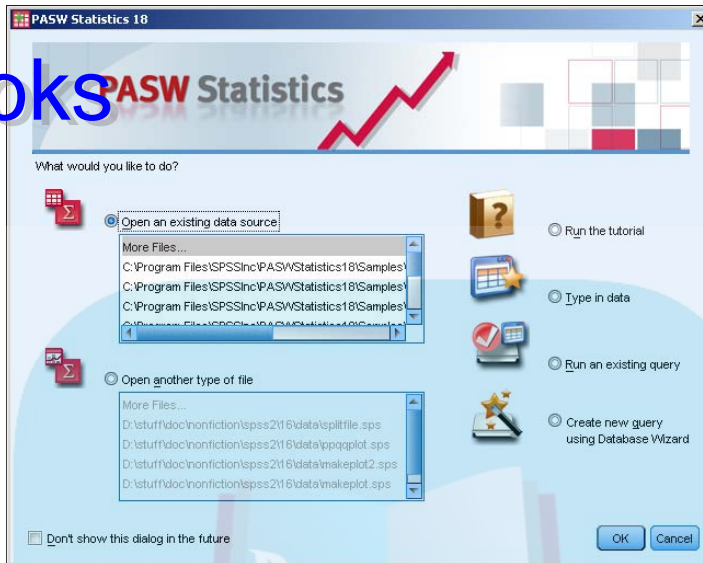 PASW Statistics 18
oks
PASW Statistics
What would you like to do?
Open an existing data source
More Files...
C:\Program Files\SPSSInc\PASWStatistics18\Samples\
C:\Program Files\SPSSInc\PASWStatistics18\Samples\
C:\Program Files\SPSSInc\PASWStatistics18\Samples\
C:\Program Files\SPSSInc\PASWStatistics18\Samples\
Open another type of file
More Files...
D:\stuff\doc\nonfiction\spss2\16\data\splitfile.sps
D:\stuff\doc\nonfiction\spss2\16\data\ppqqplot.sps
D:\stuff\doc\nonfiction\spss2\16\data\makeplot2.sps
D:\stuff\doc\nonfiction\spss2\16\data\makeplot.sps
Run the tutorial
Type in data
Run an existing query
Create new query
using Database Wizard
Don't show this dialog in the future
OK
Cancel